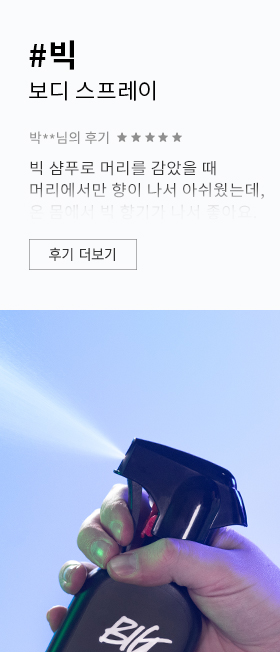 #빅
보디 스프레이
박**님의 후기 ★★★★★
빅 샴푸로 머리를 감았을 때
머리에서만 향이 나서 아쉬웠는데,
온 몸에서 빅 향기가 나서 좋아요.
후기 더보기
BIG